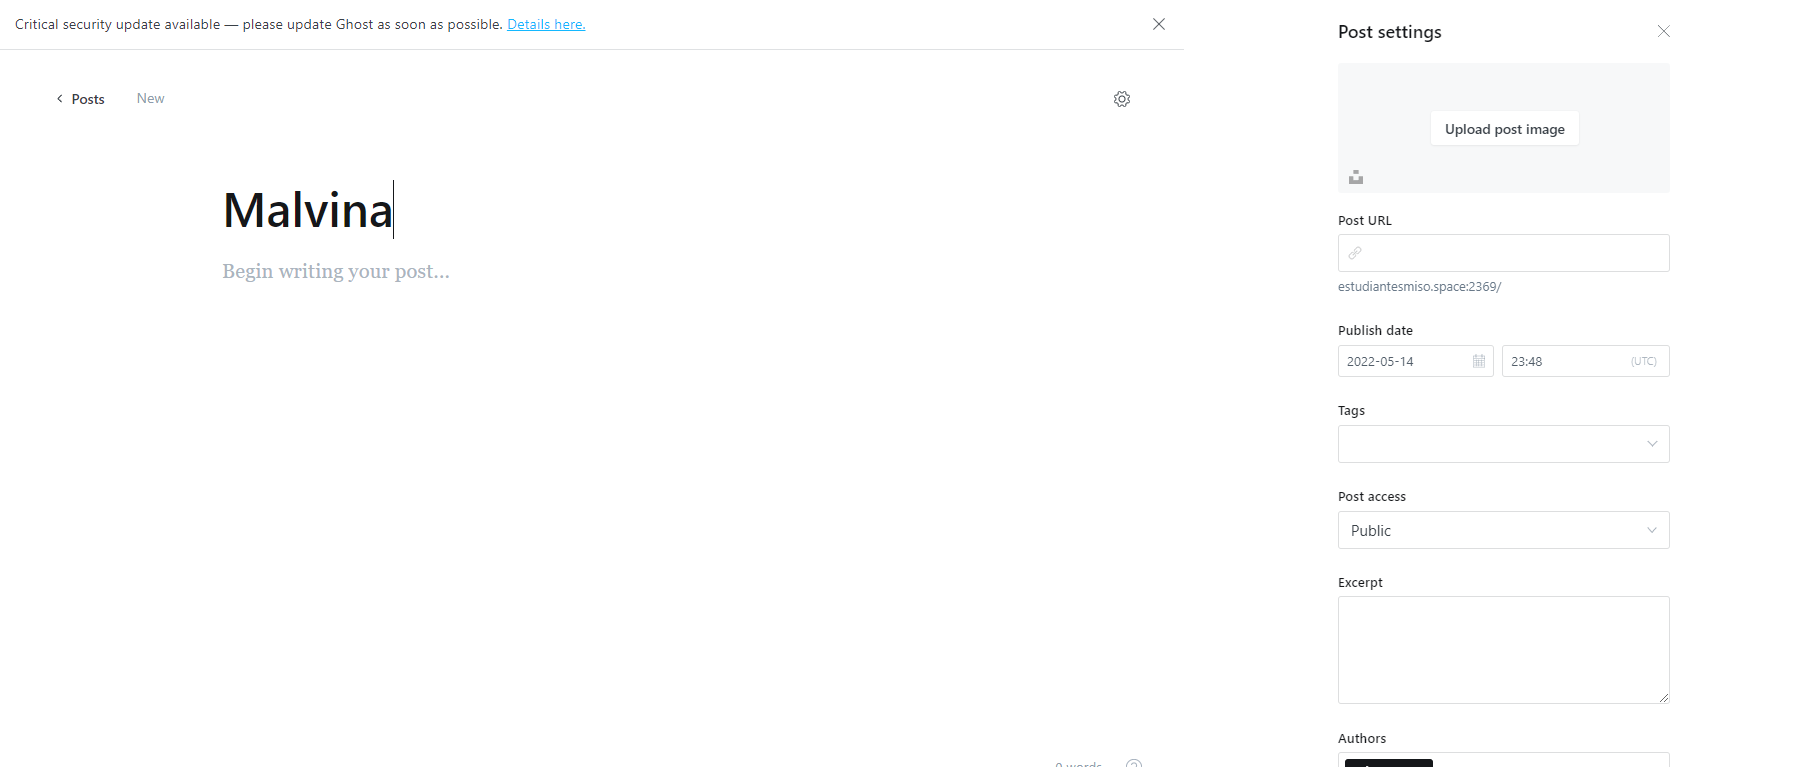 Critical security update available — please update Ghost as soon as possible. Details here.
Posts
New
Malvina
Begin writing your post...
0 words
Post settings
Upload post image
Post URL
estudiantesmiso.space:2369/
Publish date
2022-05-14
23:48
(UTC)
Tags
Post access
Public
Excerpt
Authors